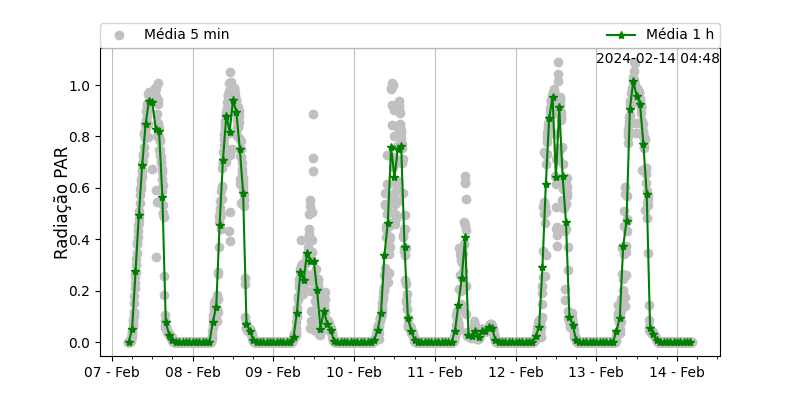 Média 5 min
Média 1 h
2024-02-14 04:48
Radiação PAR
1.0
0.8
0.6
0.4
0.2
0.0
07 - Feb
08 - Feb
09 - Feb
10 - Feb
11 - Feb
12 - Feb
13 - Feb
14 - Feb